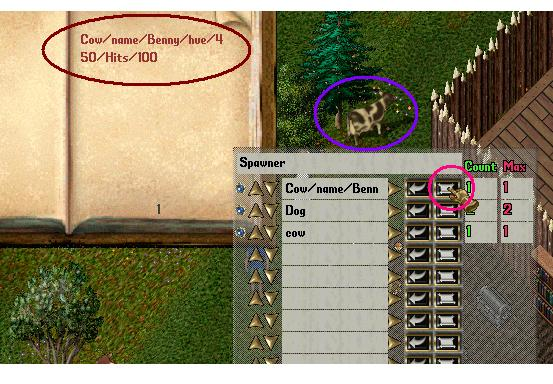 Cow/name/Benny/hue/4
50/Hits/100
1
Spawner
Count Max
Cow/name/Benn 1 1
Dog 2 2
cow 1 1